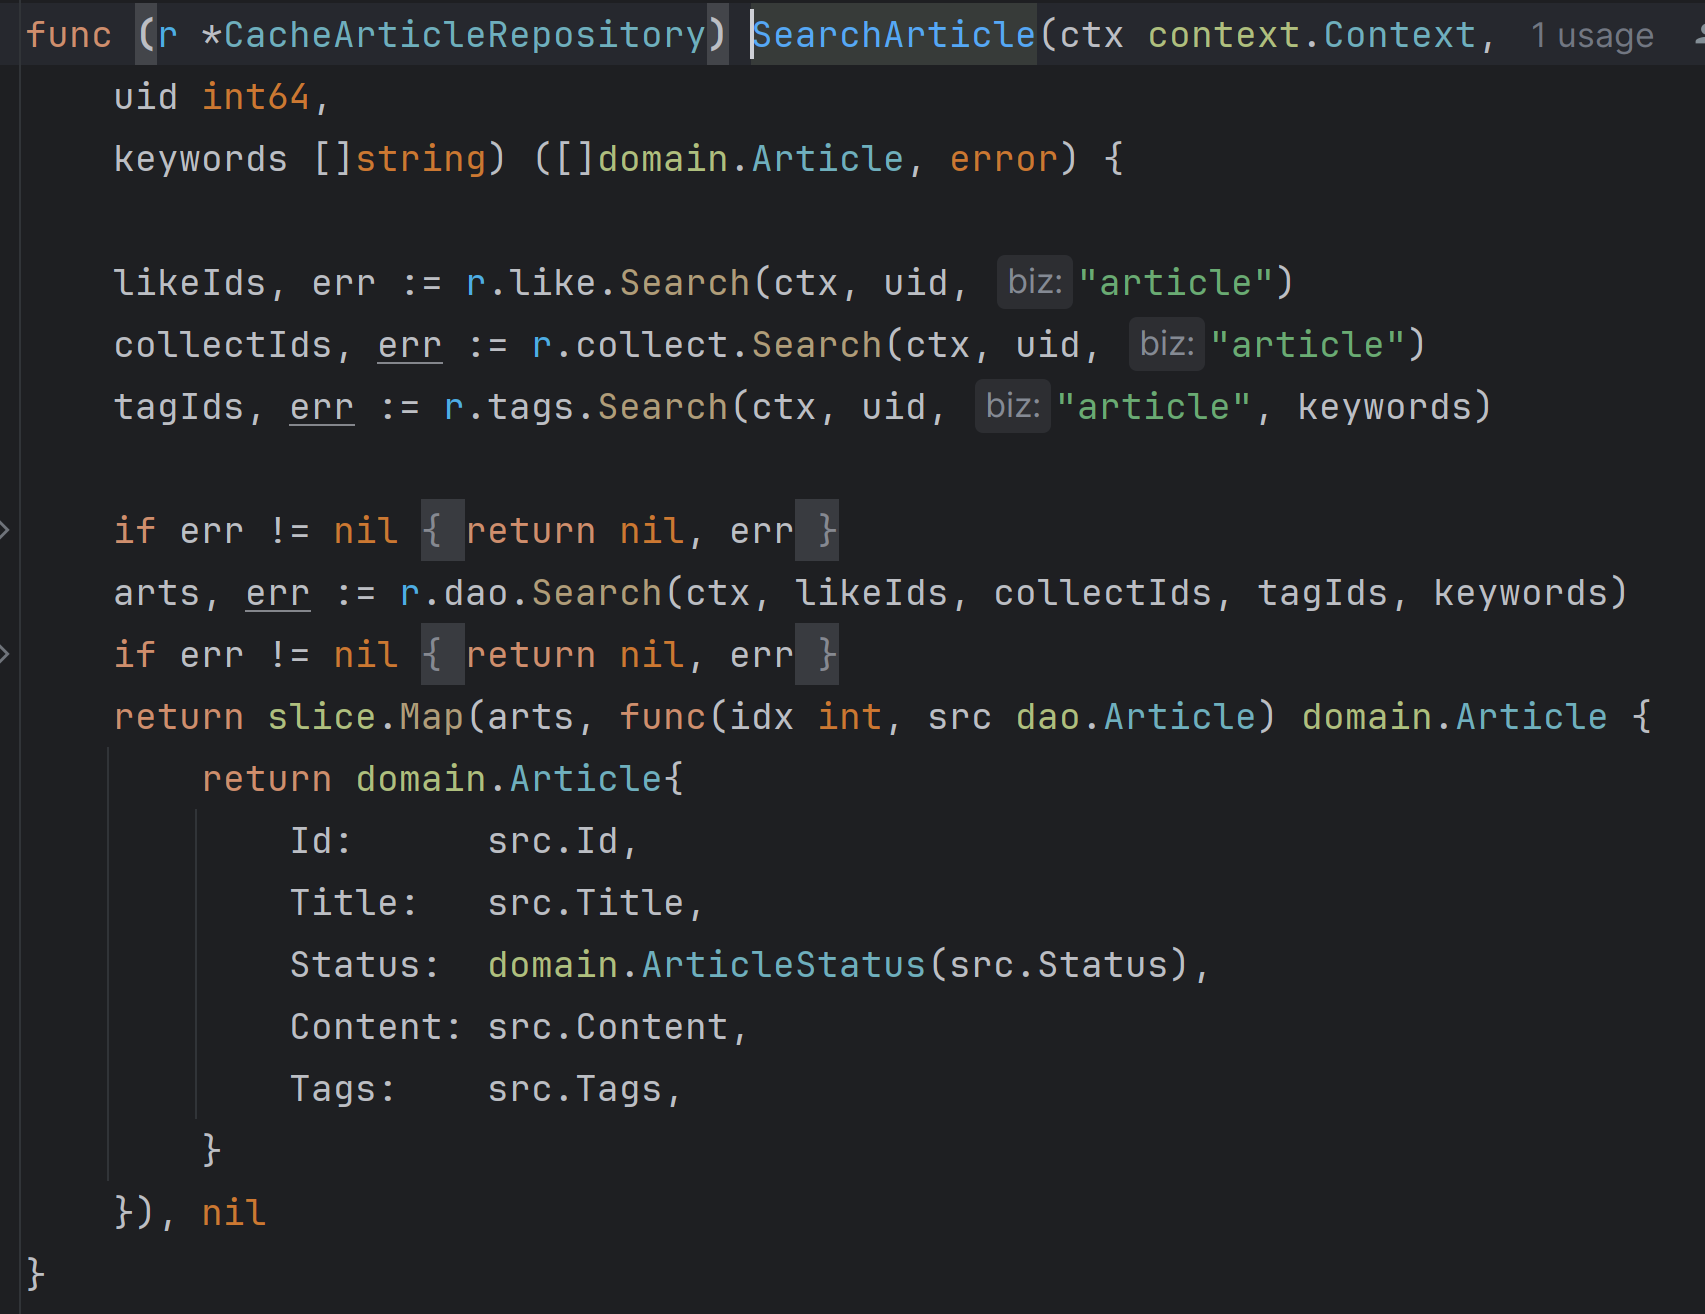 func (r *CacheArticleRepository) SearchArticle(ctx context.Context, 1 usage
    uid int64,
    keywords []string) ([]domain.Article, error) {

    likeIds, err := r.like.Search(ctx, uid, biz: "article")
    collectIds, err := r.collect.Search(ctx, uid, biz: "article")
    tagIds, err := r.tags.Search(ctx, uid, biz: "article", keywords)

    if err != nil { return nil, err }
    arts, err := r.dao.Search(ctx, likeIds, collectIds, tagIds, keywords)
    if err != nil { return nil, err }
    return slice.Map(arts, func(idx int, src dao.Article) domain.Article {
        return domain.Article{
            Id:      src.Id,
            Title:   src.Title,
            Status:  domain.ArticleStatus(src.Status),
            Content: src.Content,
            Tags:    src.Tags,
        }
    }), nil
}